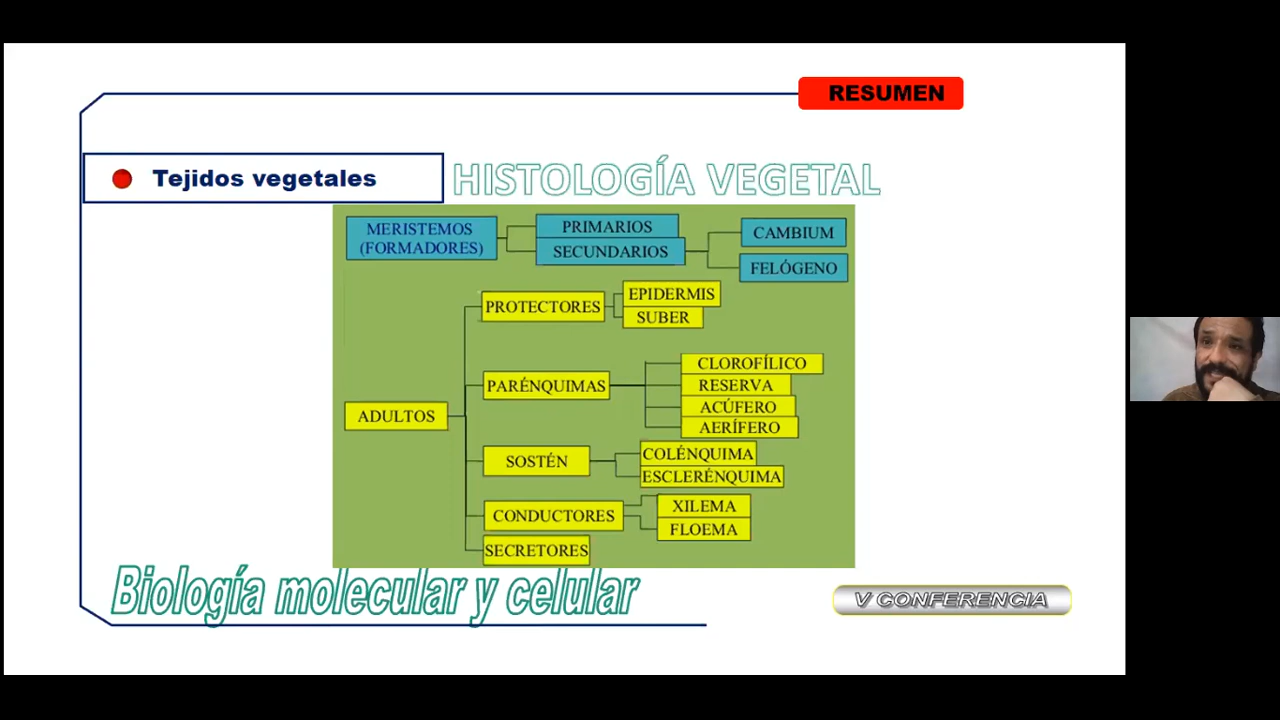 RESUMEN
Tejidos vegetales
HISTOLOGÍA VEGETAL
MERISTEMOS
(FORMADORES)
PRIMARIOS
SECUNDARIOS
CAMBIUM
FELÓGENO
ADULTOS
PROTECTORES
EPIDERMIS
SUBER
PARÉNQUIMAS
CLOROFÍLICO
RESERVA
ACÚFERO
AERÍFERO
SOSTÉN
COLÉNQUIMA
ESCLERÉNQUIMA
CONDUCTORES
XILEMA
FLOEMA
SECRETORES
Biología molecular y celular
V CONFERENCIA